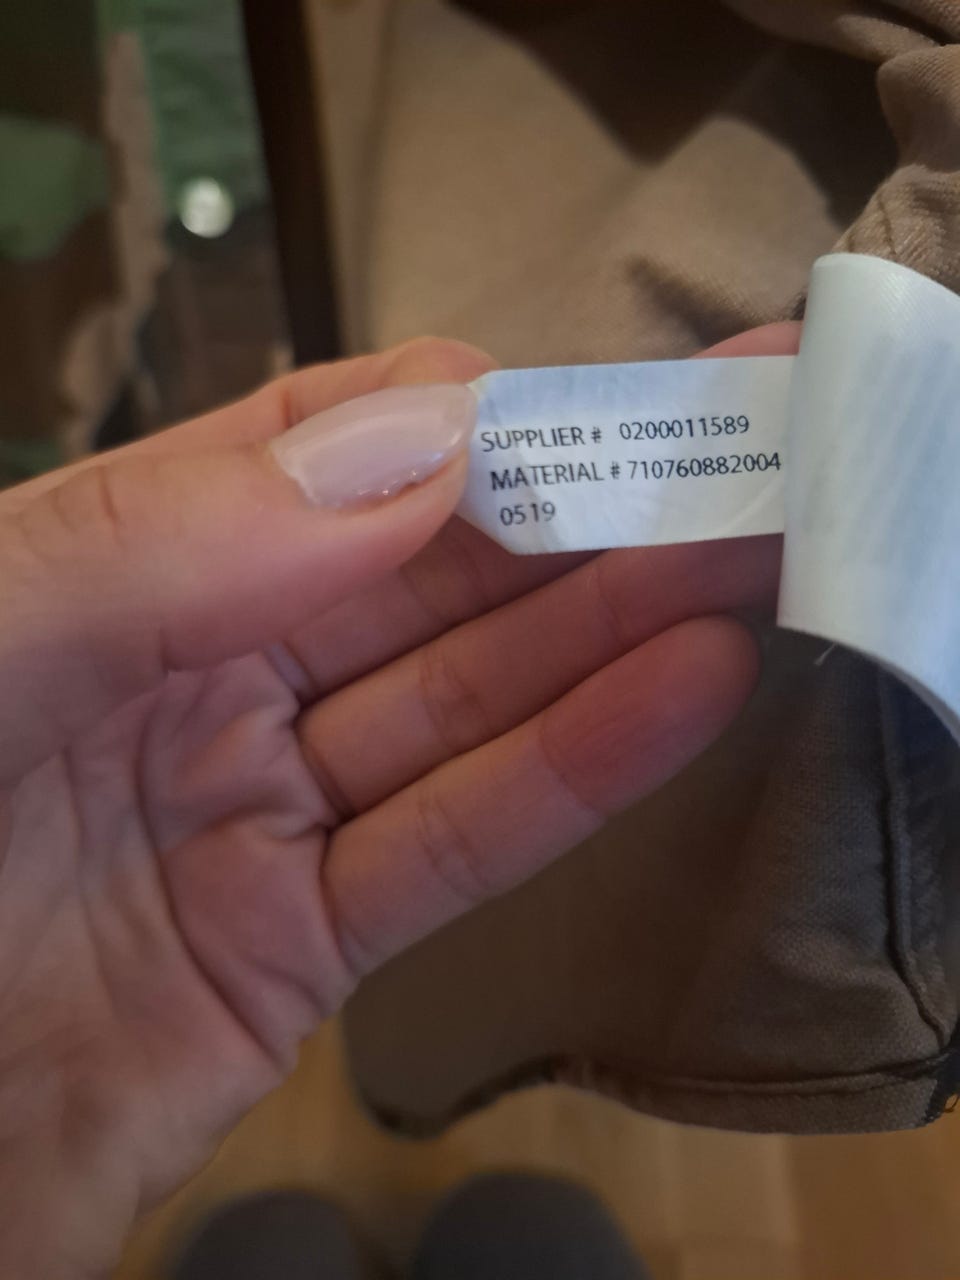 SUPPLIER # 0200011589
MATERIAL # 710760882004
0519